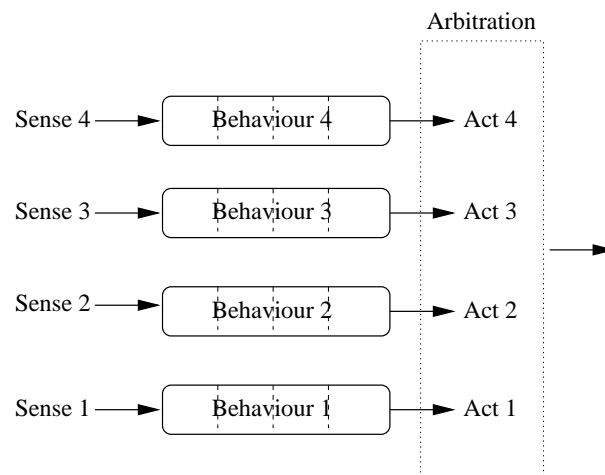 Arbitration
Sense 4 Behaviour 4 Act 4
Sense 3 Behaviour 3 Act 3
Sense 2 Behaviour 2 Act 2
Sense 1 Behaviour 1 Act 1